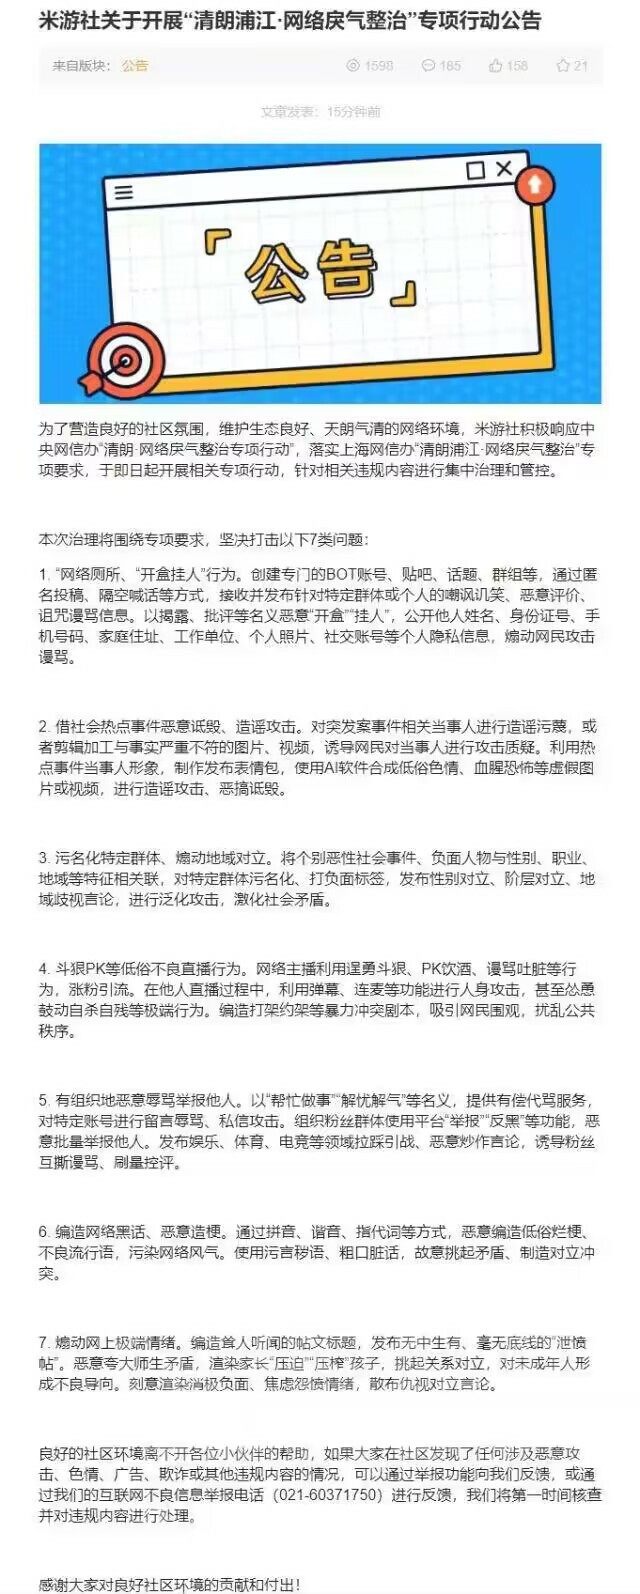 米游社关于开展“清朗浦江·网络戾气整治”专项行动公告
来自版块：公告 1598 185 158 21
文章发表：15分钟前
「公告」
为了营造良好的社区氛围，维护生态良好、天朗气清的网络环境，米游社积极响应中
央网信办“清朗·网络戾气整治专项行动”，落实上海网信办“清朗浦江·网络戾气整治”专
项要求，于即日起开展相关专项行动，针对相关违规内容进行集中治理和管控。
本次治理将围绕专项要求，坚决打击以下7类问题：
1. “网络厕所、“开盒挂人”行为。创建专门的BOT账号、贴吧、话题、群组等，通过匿
名投稿、隔空喊话等方式，接收并发布针对特定群体或个人的嘲讽讥笑、恶意评价、
诅咒谩骂信息。以揭露、批评等名义恶意“开盒”“挂人”，公开他人姓名、身份证号、手
机号码、家庭住址、工作单位、个人照片、社交账号等个人隐私信息，煽动网民攻击
谩骂。
2. 借社会热点事件恶意诋毁、造谣攻击。对突发案事件相关当事人进行造谣污蔑，或
者剪辑加工与事实严重不符的图片、视频，诱导网民对当事人进行攻击质疑。利用热
点事件当事人形象，制作发布表情包，使用AI软件合成低俗色情、血腥恐怖等虚假图
片或视频，进行造谣攻击、恶搞诋毁。
3. 污名化特定群体、煽动地域对立。将个别恶性社会事件、负面人物与性别、职业、
地域等特征相关联，对特定群体污名化、打负面标签，发布性别对立、阶层对立、地
域歧视言论，进行泛化攻击，激化社会矛盾。
4. 斗狠PK等低俗不良直播行为。网络主播利用逞勇斗狠、PK饮酒、谩骂吐脏等行
为，涨粉引流。在他人直播过程中，利用弹幕、连麦等功能进行人身攻击，甚至怂恿
鼓动自杀自残等极端行为。编造打架约架等暴力冲突剧本，吸引网民围观，扰乱公共
秩序。
5. 有组织地恶意辱骂举报他人。以“帮忙做事”“解忧解气”等名义，提供有偿代骂服务，
对特定账号进行留言辱骂、私信攻击。组织粉丝群体使用平台“举报”“反黑”等功能，恶
意批量举报他人。发布娱乐、体育、电竞等领域拉踩引战、恶意炒作言论，诱导粉丝
互撕谩骂、刷量控评。
6. 编造网络黑话、恶意造梗。通过拼音、谐音、指代词等方式，恶意编造低俗烂梗、
不良流行语，污染网络风气。使用污言秽语、粗口脏话，故意挑起矛盾、制造对立冲
突。
7. 煽动网上极端情绪。编造耸人听闻的帖文标题，发布无中生有、毫无底线的“泄愤
帖”。恶意夸大师生矛盾，渲染家长“压迫”“压榨”孩子，挑起关系对立，对未成年人形
成不良导向。刻意渲染消极负面、焦虑怨愤情绪，散布仇视对立言论。
良好的社区环境离不开各位小伙伴的帮助，如果大家在社区发现了任何涉及恶意攻
击、色情、广告、欺诈或其他违规内容的情况，可以通过举报功能向我们反馈，或通
过我们的互联网不良信息举报电话（021-60371750）进行反馈，我们将第一时间核查
并对违规内容进行处理。
感谢大家对良好社区环境的贡献和付出！